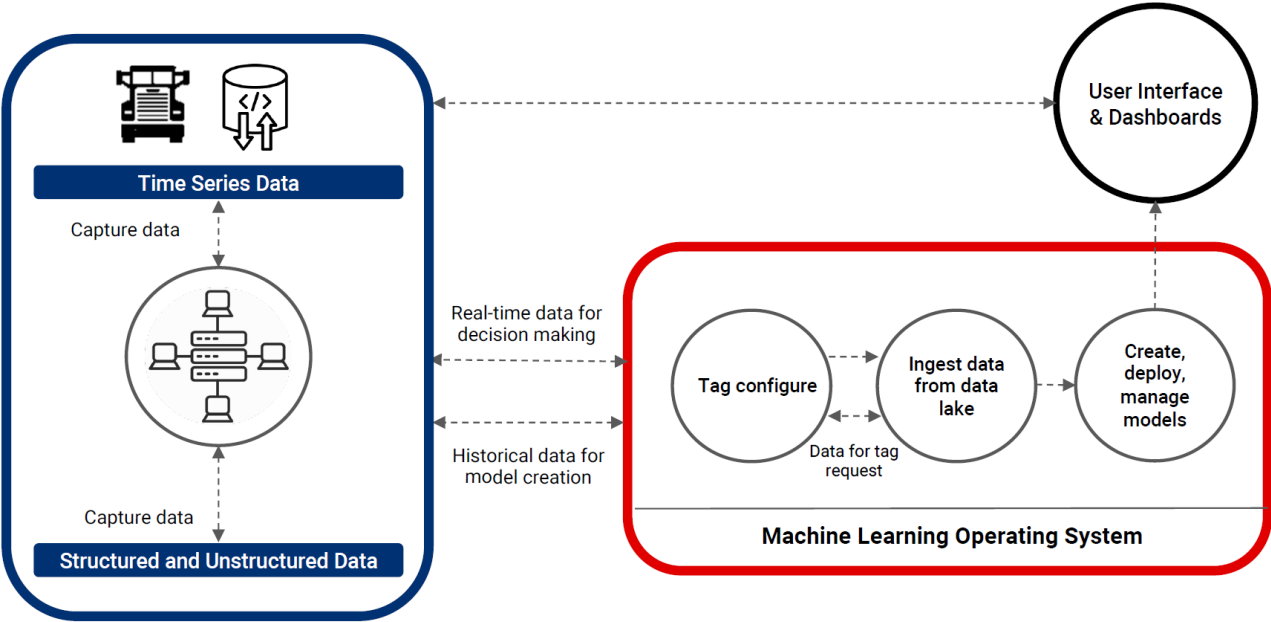 </>
Time Series Data
Capture data
Capture data
Structured and Unstructured Data
Real-time data for
decision making
Historical data for
model creation
User Interface
& Dashboards
Tag configure
Data for tag
request
Ingest data
from data
lake
Create,
deploy,
manage
models
Machine Learning Operating System